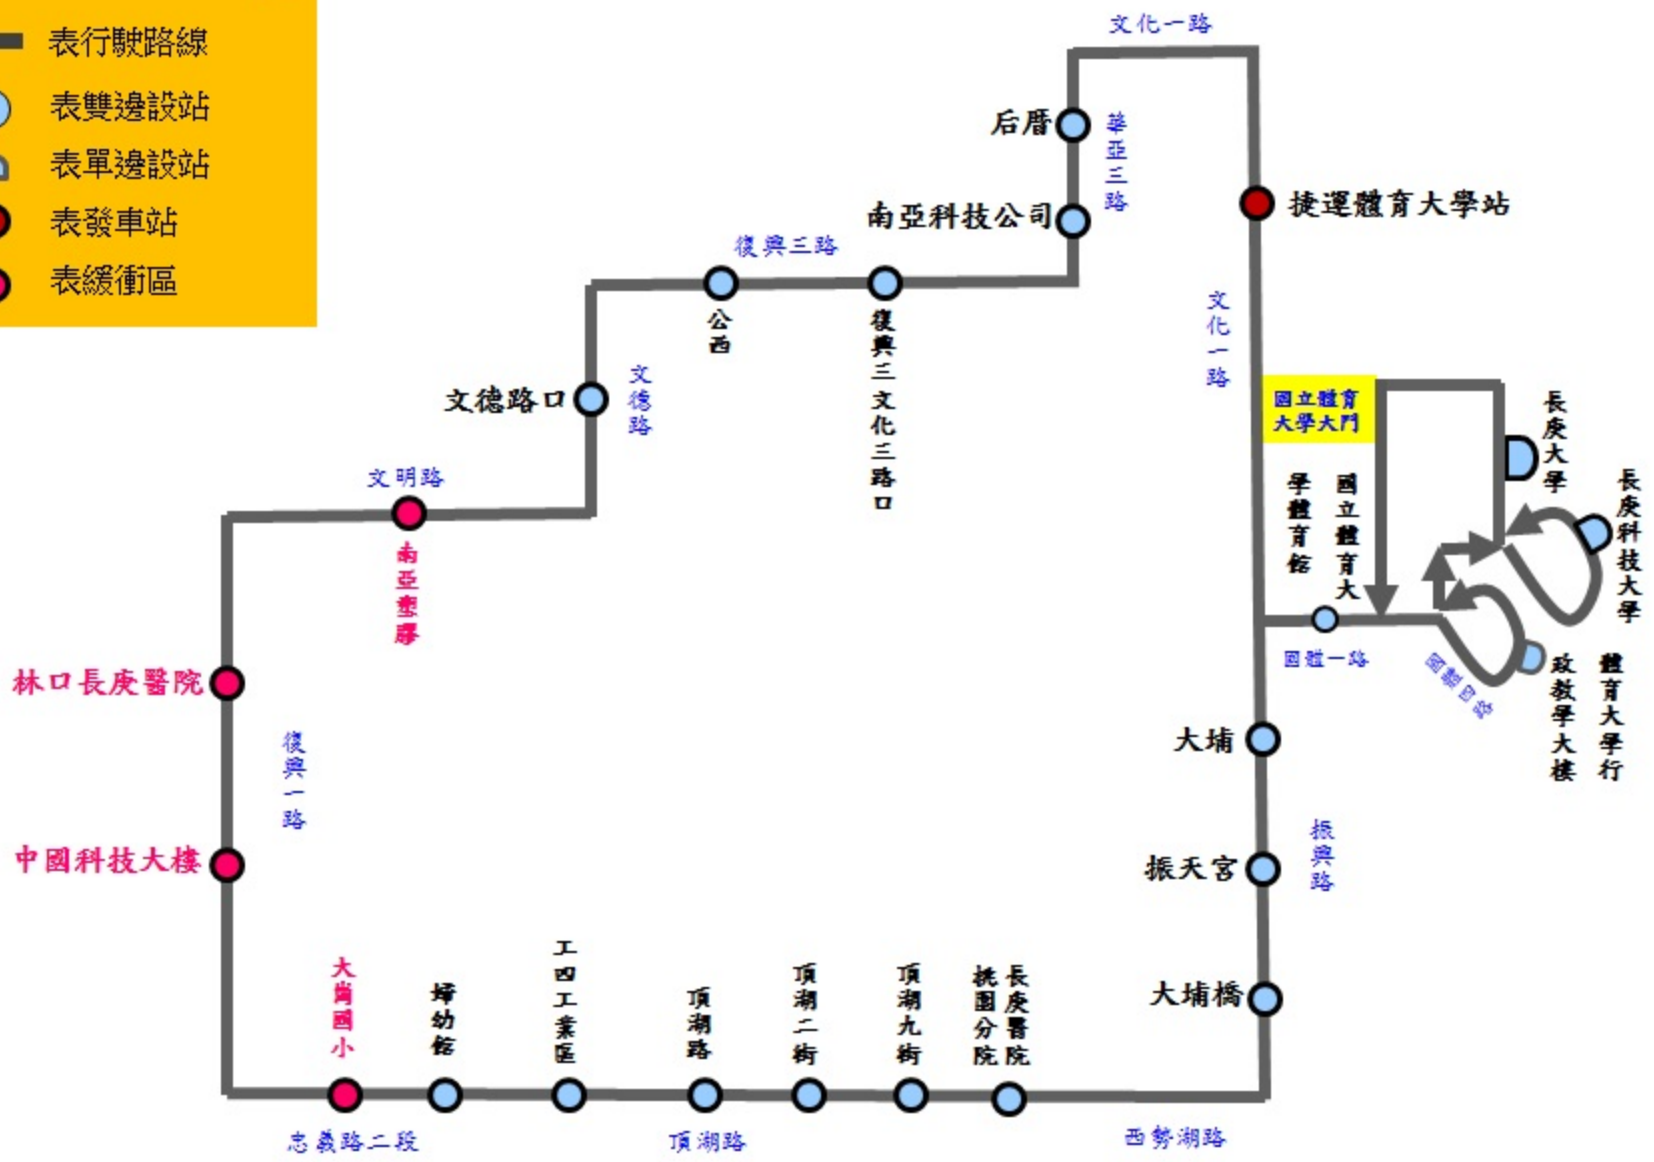 表行駛路線
表雙邊設站
表單邊設站
表發車站
表緩衝區
文化一路
后厝
華亞三路
南亞科技公司
捷運體育大學站
復興三路
公西
復興三文化三路口
文化一路
文德路口
文德路
國立體育
大學大門
長庚大學
長庚科技大學
國立體育大
學體育館
文明路
南亞塑膠
國體一路
國體四路
體育大學行
政教學大樓
林口長庚醫院
大埔
復興一路
中國科技大樓
振天宮
振興路
大埔橋
大崗國小
婦幼館
工四工業區
頂湖路
頂湖二街
頂湖九街
長庚醫院
桃園分院
忠義路二段
頂湖路
西勢湖路